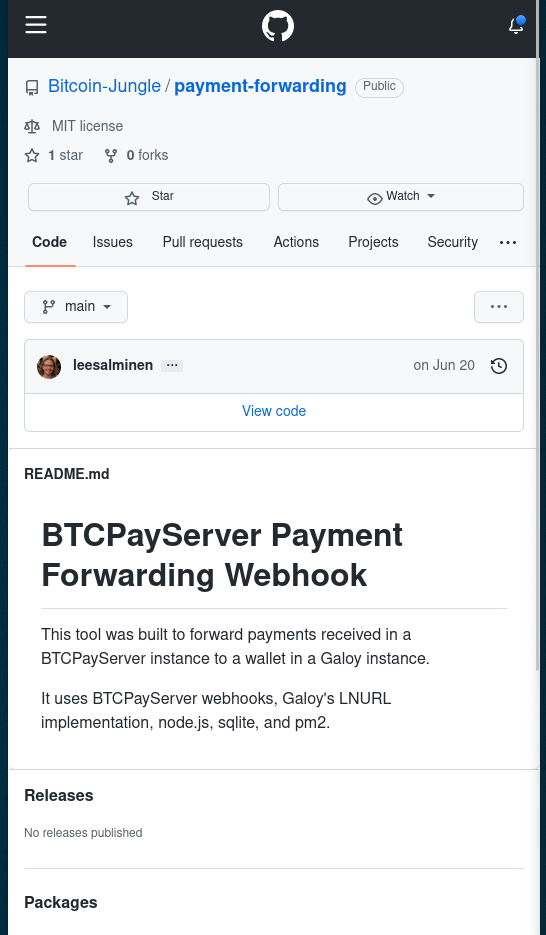 Bitcoin-Jungle / payment-forwarding Public
MIT license
1 star 0 forks
Star Watch
Code Issues Pull requests Actions Projects Security ...
main ...
leesalminen ... on Jun 20
View code
README.md
BTCPayServer Payment
Forwarding Webhook
This tool was built to forward payments received in a
BTCPayServer instance to a wallet in a Galoy instance.
It uses BTCPayServer webhooks, Galoy's LNURL
implementation, node.js, sqlite, and pm2.
Releases
No releases published
Packages